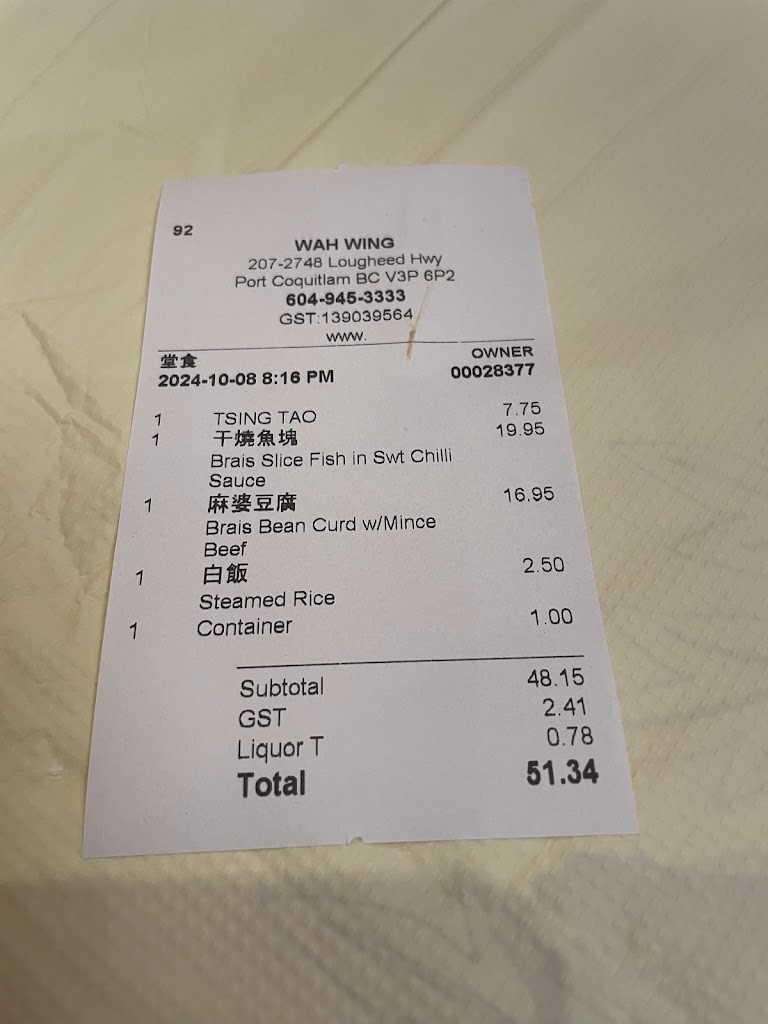 92
WAH WING
207-2748 Lougheed Hwy
Port Coquitlam BC V3P 6P2
604-945-3333
GST:139039564
www.
堂食 OWNER
2024-10-08 8:16 PM 00028377
1 TSING TAO 7.75
1 干燒魚塊 19.95
Brais Slice Fish in Swt Chilli
Sauce
1 麻婆豆腐 16.95
Brais Bean Curd w/Mince
Beef
1 白飯 2.50
Steamed Rice
1 Container 1.00
Subtotal 48.15
GST 2.41
Liquor T 0.78
Total 51.34